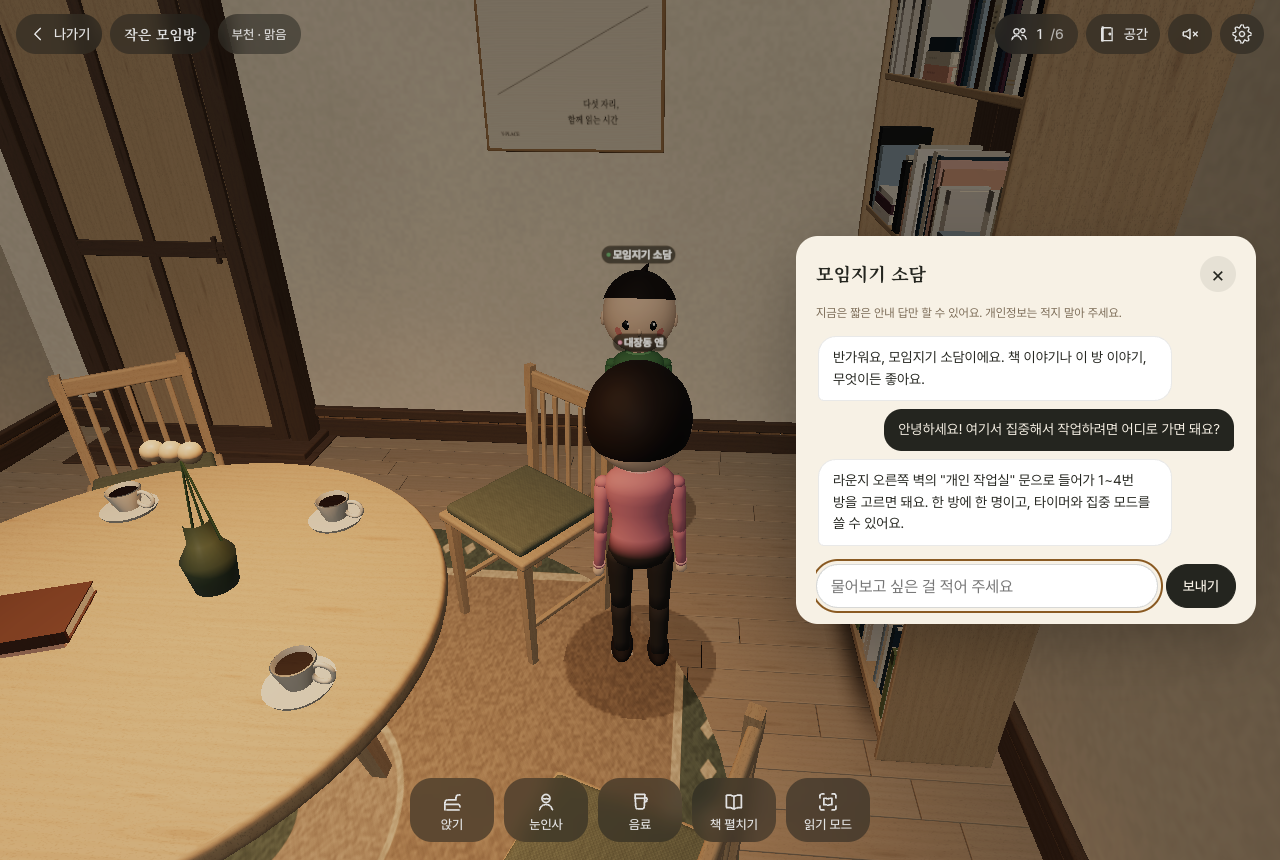 나가기
작은 모임방
부천 · 맑음
1 /6
공간
다섯 자리,
함께 읽는 시간
모임지기 소담
대장동 앤
모임지기 소담
지금은 짧은 안내 답만 할 수 있어요. 개인정보는 적지 말아 주세요.
반가워요, 모임지기 소담이에요. 책 이야기나 이 방 이야기,
무엇이든 좋아요.
안녕하세요! 여기서 집중해서 작업하려면 어디로 가면 돼요?
라운지 오른쪽 벽의 "개인 작업실" 문으로 들어가 1~4번
방을 고르면 돼요. 한 방에 한 명이고, 타이머와 집중 모드를
쓸 수 있어요.
물어보고 싶은 걸 적어 주세요
보내기
앉기
눈인사
음료
책 펼치기
읽기 모드